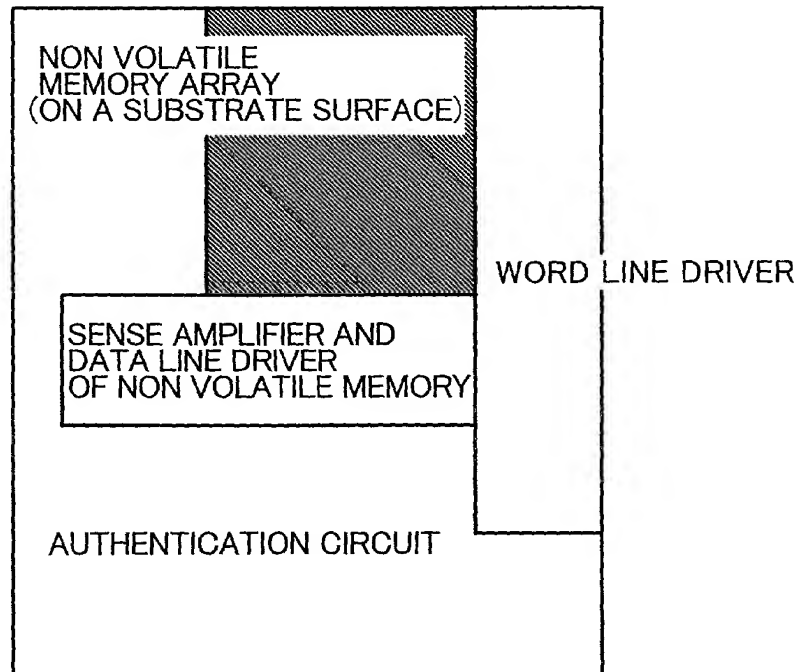 NON VOLATILE
MEMORY ARRAY
(ON A SUBSTRATE SURFACE)
WORD LINE DRIVER
SENSE AMPLIFIER AND
DATA LINE DRIVER
OF NON VOLATILE MEMORY
AUTHENTICATION CIRCUIT